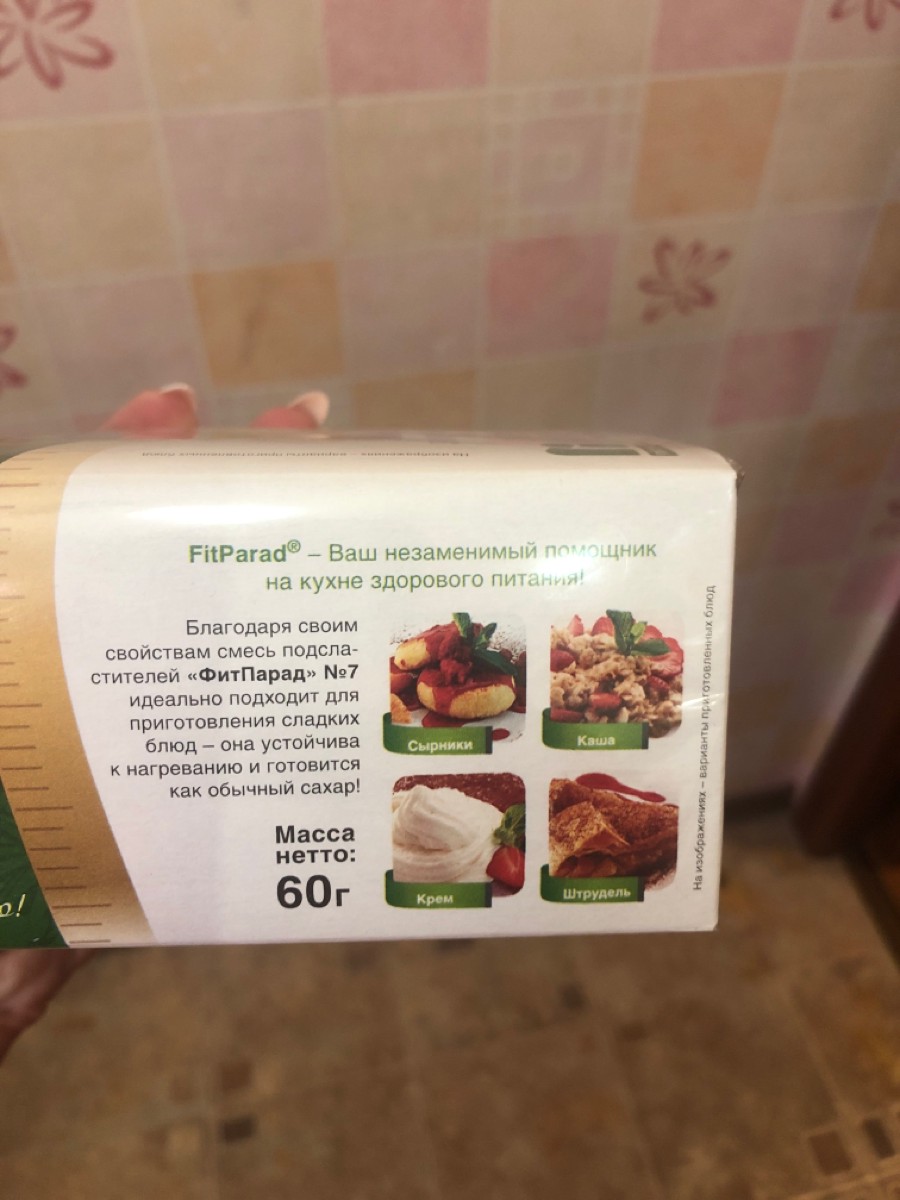 FitParad® – Ваш незаменимый помощник
на кухне здорового питания!
Благодаря своим
свойствам смесь подсла-
стителей «ФитПарад» №7
идеально подходит для
приготовления сладких
блюд – она устойчива
к нагреванию и готовится
как обычный сахар!
Масса
нетто:
60г
Сырники
Каша
Крем
Штрудель
На изображениях – варианты приготовленных блюд